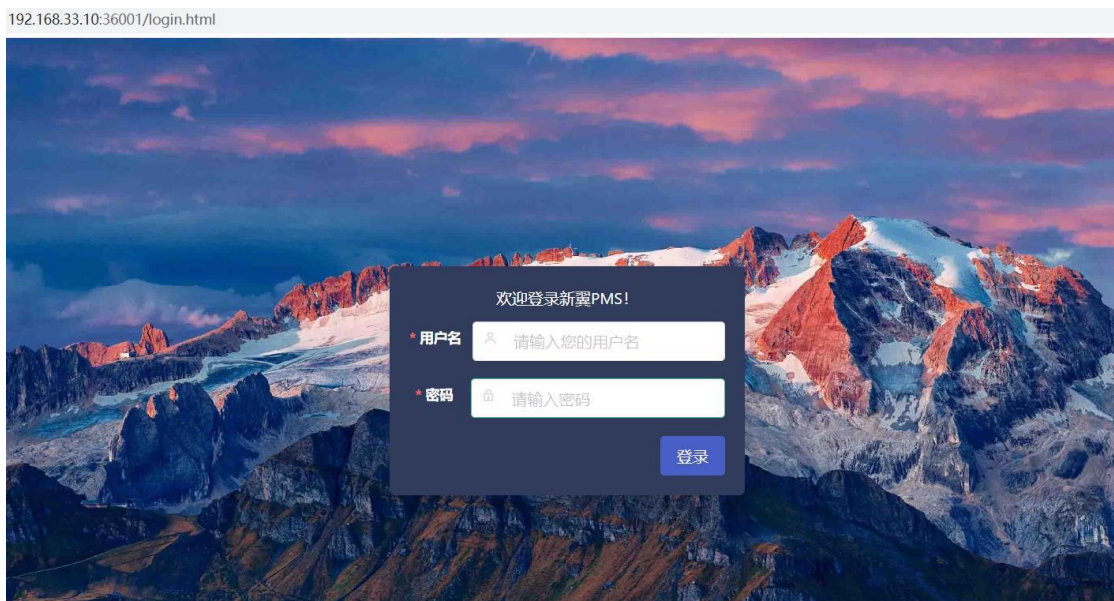 192.168.33.10:36001/login.html
欢迎登录新翼PMS！
* 用户名 请输入您的用户名
* 密码 请输入密码
登录